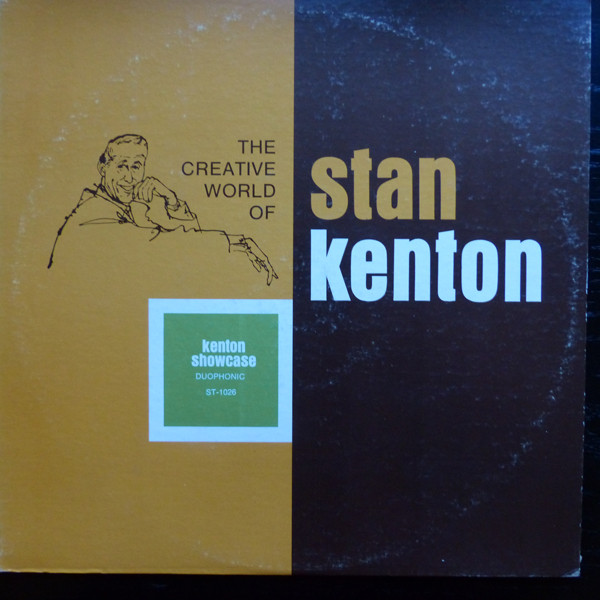 THE
CREATIVE
WORLD
OF
stan
kenton
kenton
showcase
DUOPHONIC
ST-1026